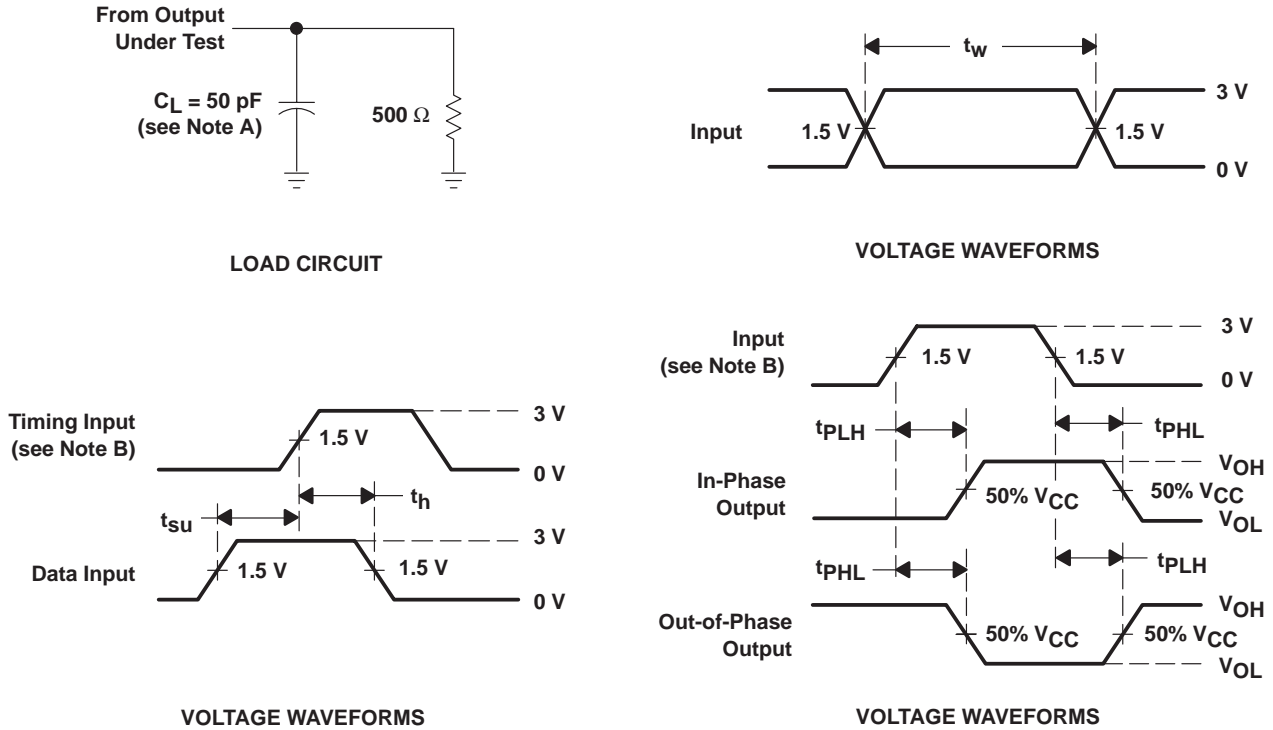 From Output
Under Test
CL = 50 pF
(see Note A)
500 Ω
LOAD CIRCUIT
tw
3 V
Input
1.5 V
1.5 V
0 V
VOLTAGE WAVEFORMS
Timing Input
(see Note B)
3 V
1.5 V
0 V
th
tsu
3 V
Data Input
1.5 V
1.5 V
0 V
VOLTAGE WAVEFORMS
Input
(see Note B)
3 V
1.5 V
1.5 V
0 V
tPLH
tPHL
In-Phase
Output
VOH
50% VCC
50% VCC
VOL
tPHL
tPLH
Out-of-Phase
Output
VOH
50% VCC
50% VCC
VOL
VOLTAGE WAVEFORMS